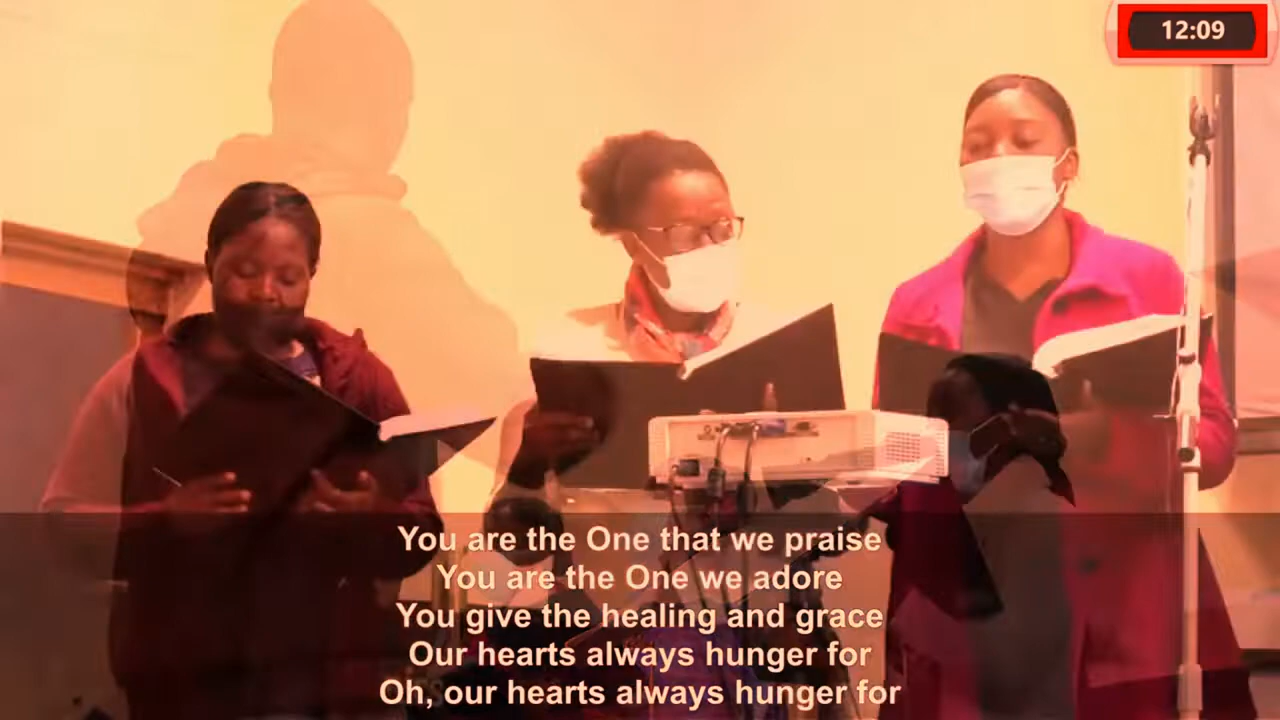 12:09
You are the One that we praise
You are the One we adore
You give the healing and grace
Our hearts always hunger for
Oh, our hearts always hunger for